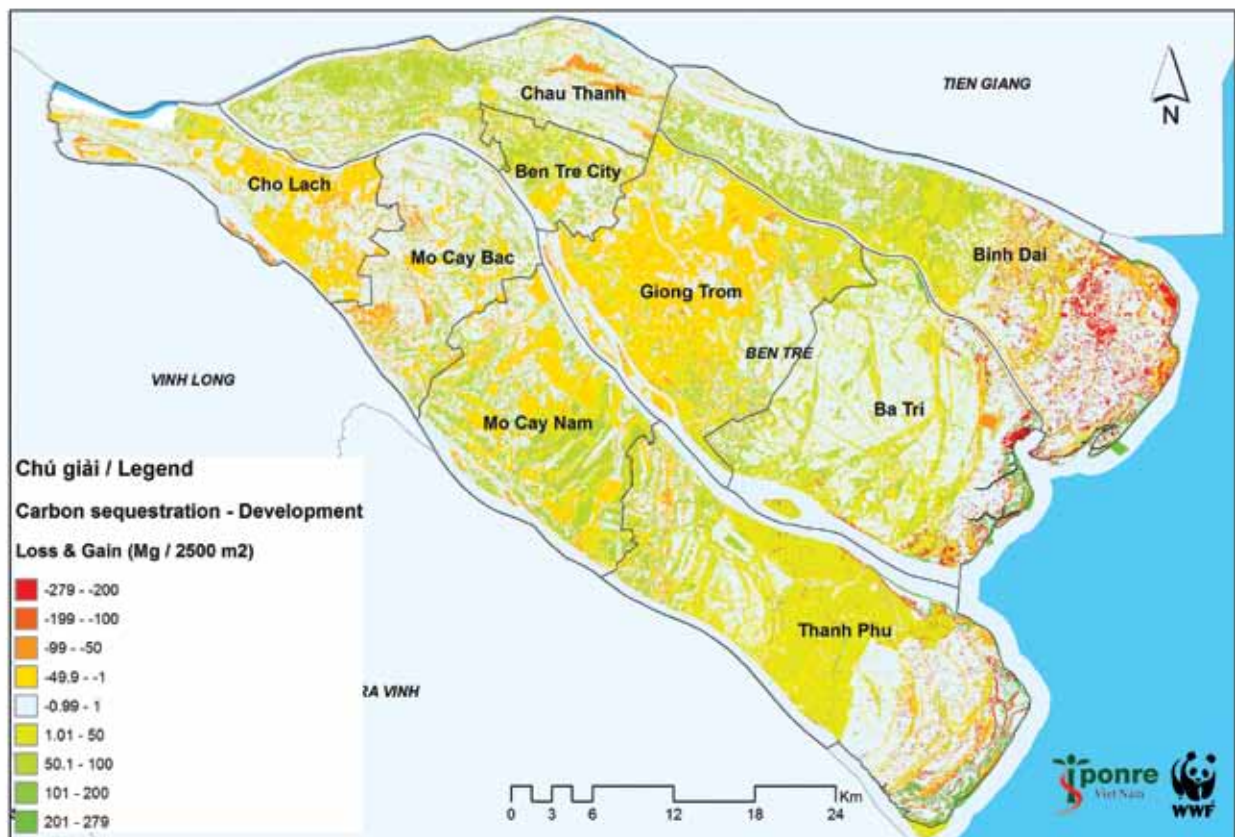 TIEN GIANG
N
Chau Thanh
Ben Tre City
Cho Lach
Mo Cay Bac
Binh Dai
Giong Trom
BEN TRE
VINH LONG
Ba Tri
Mo Cay Nam
Thanh Phu
RA VINH
Chú giải / Legend
Carbon sequestration - Development
Loss & Gain (Mg / 2500 m2)
-279 - -200
-199 - -100
-99 - -50
-49.9 - -1
-0.99 - 1
1.01 - 50
50.1 - 100
101 - 200
201 - 279
0 3 6 12 18 24 Km
ponre
Viet Nam
WWF